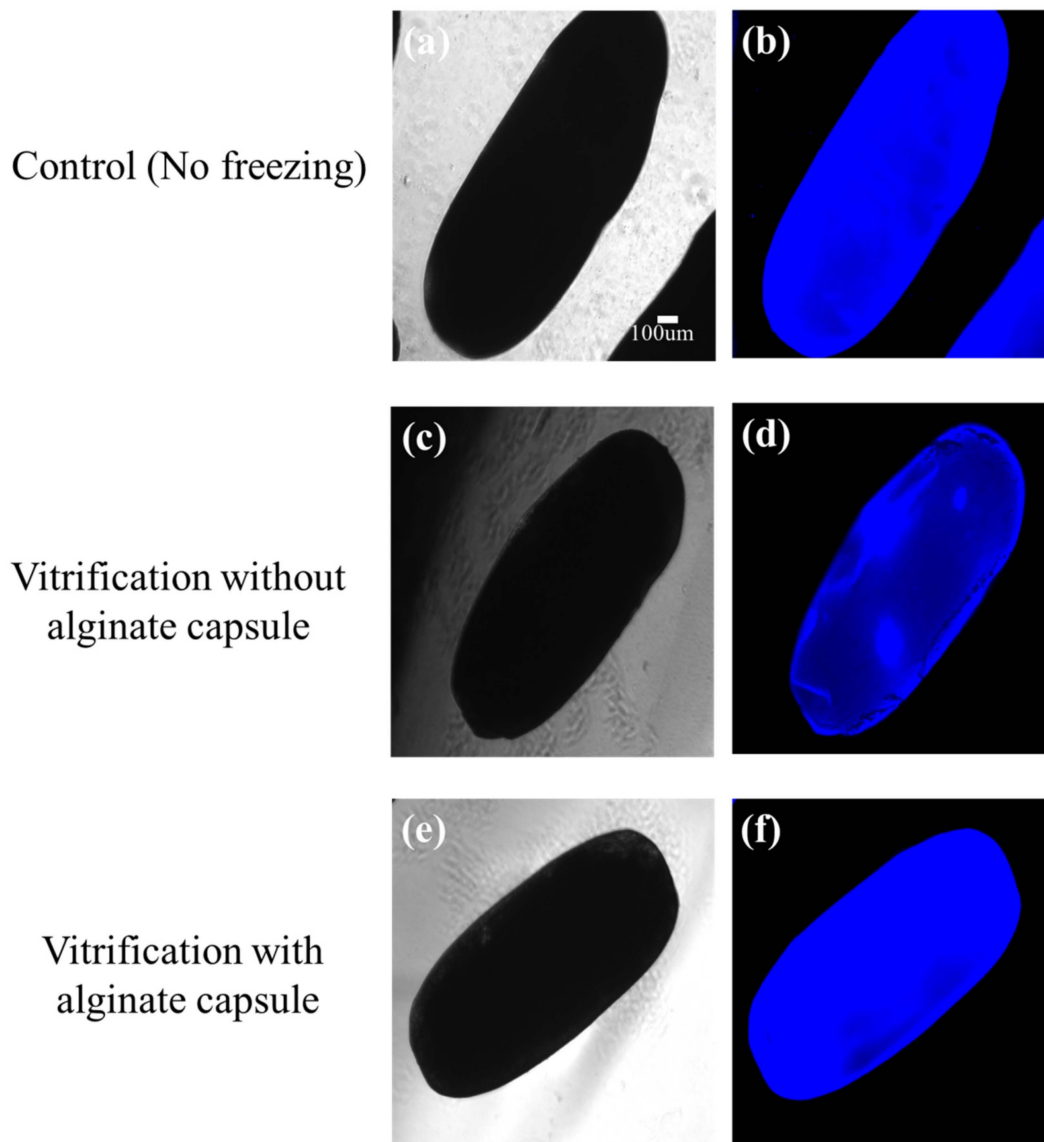 (a)
(b)
Control (No freezing)
100um
(c)
(d)
Vitrification without
alginate capsule
(e)
(f)
Vitrification with
alginate capsule